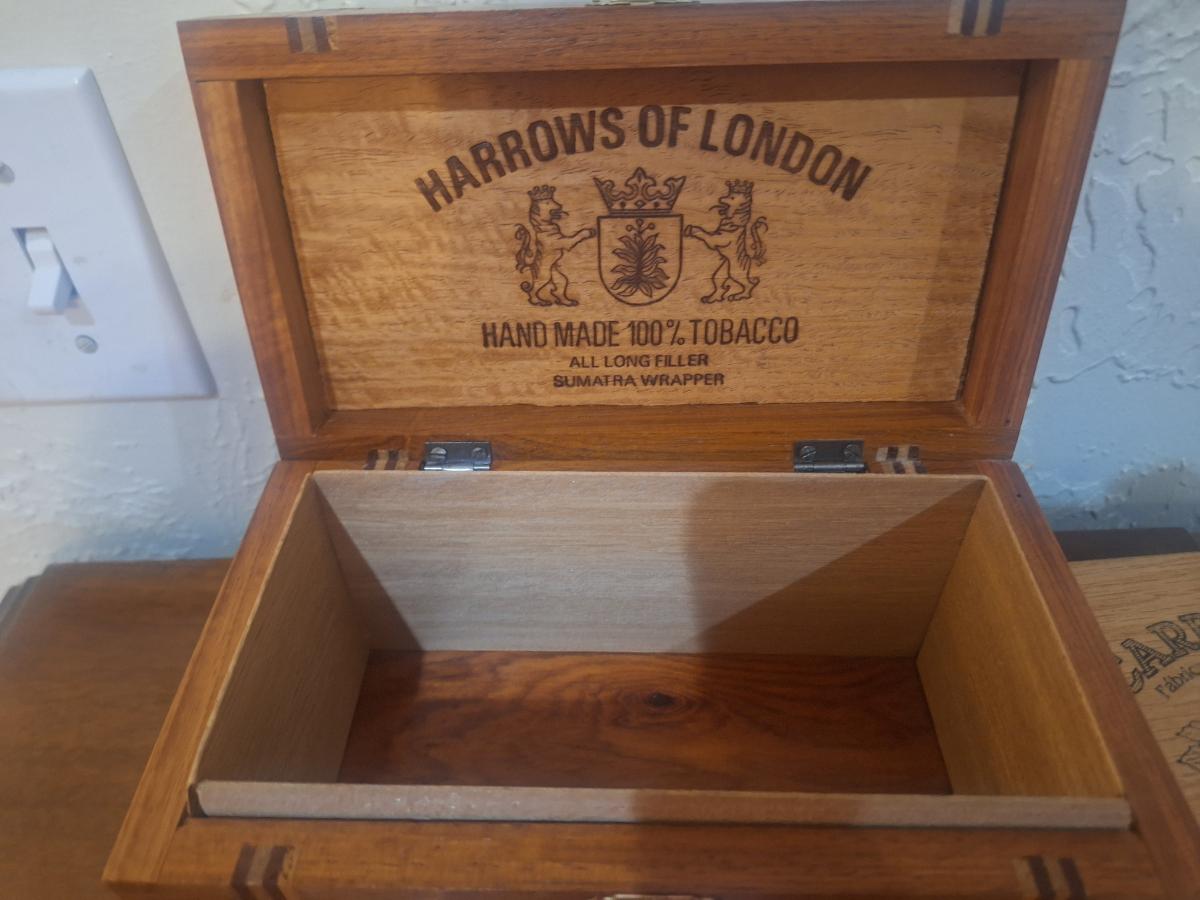 HARROWS OF LONDON
HAND MADE 100% TOBACCO
ALL LONG FILLER
SUMATRA WRAPPER